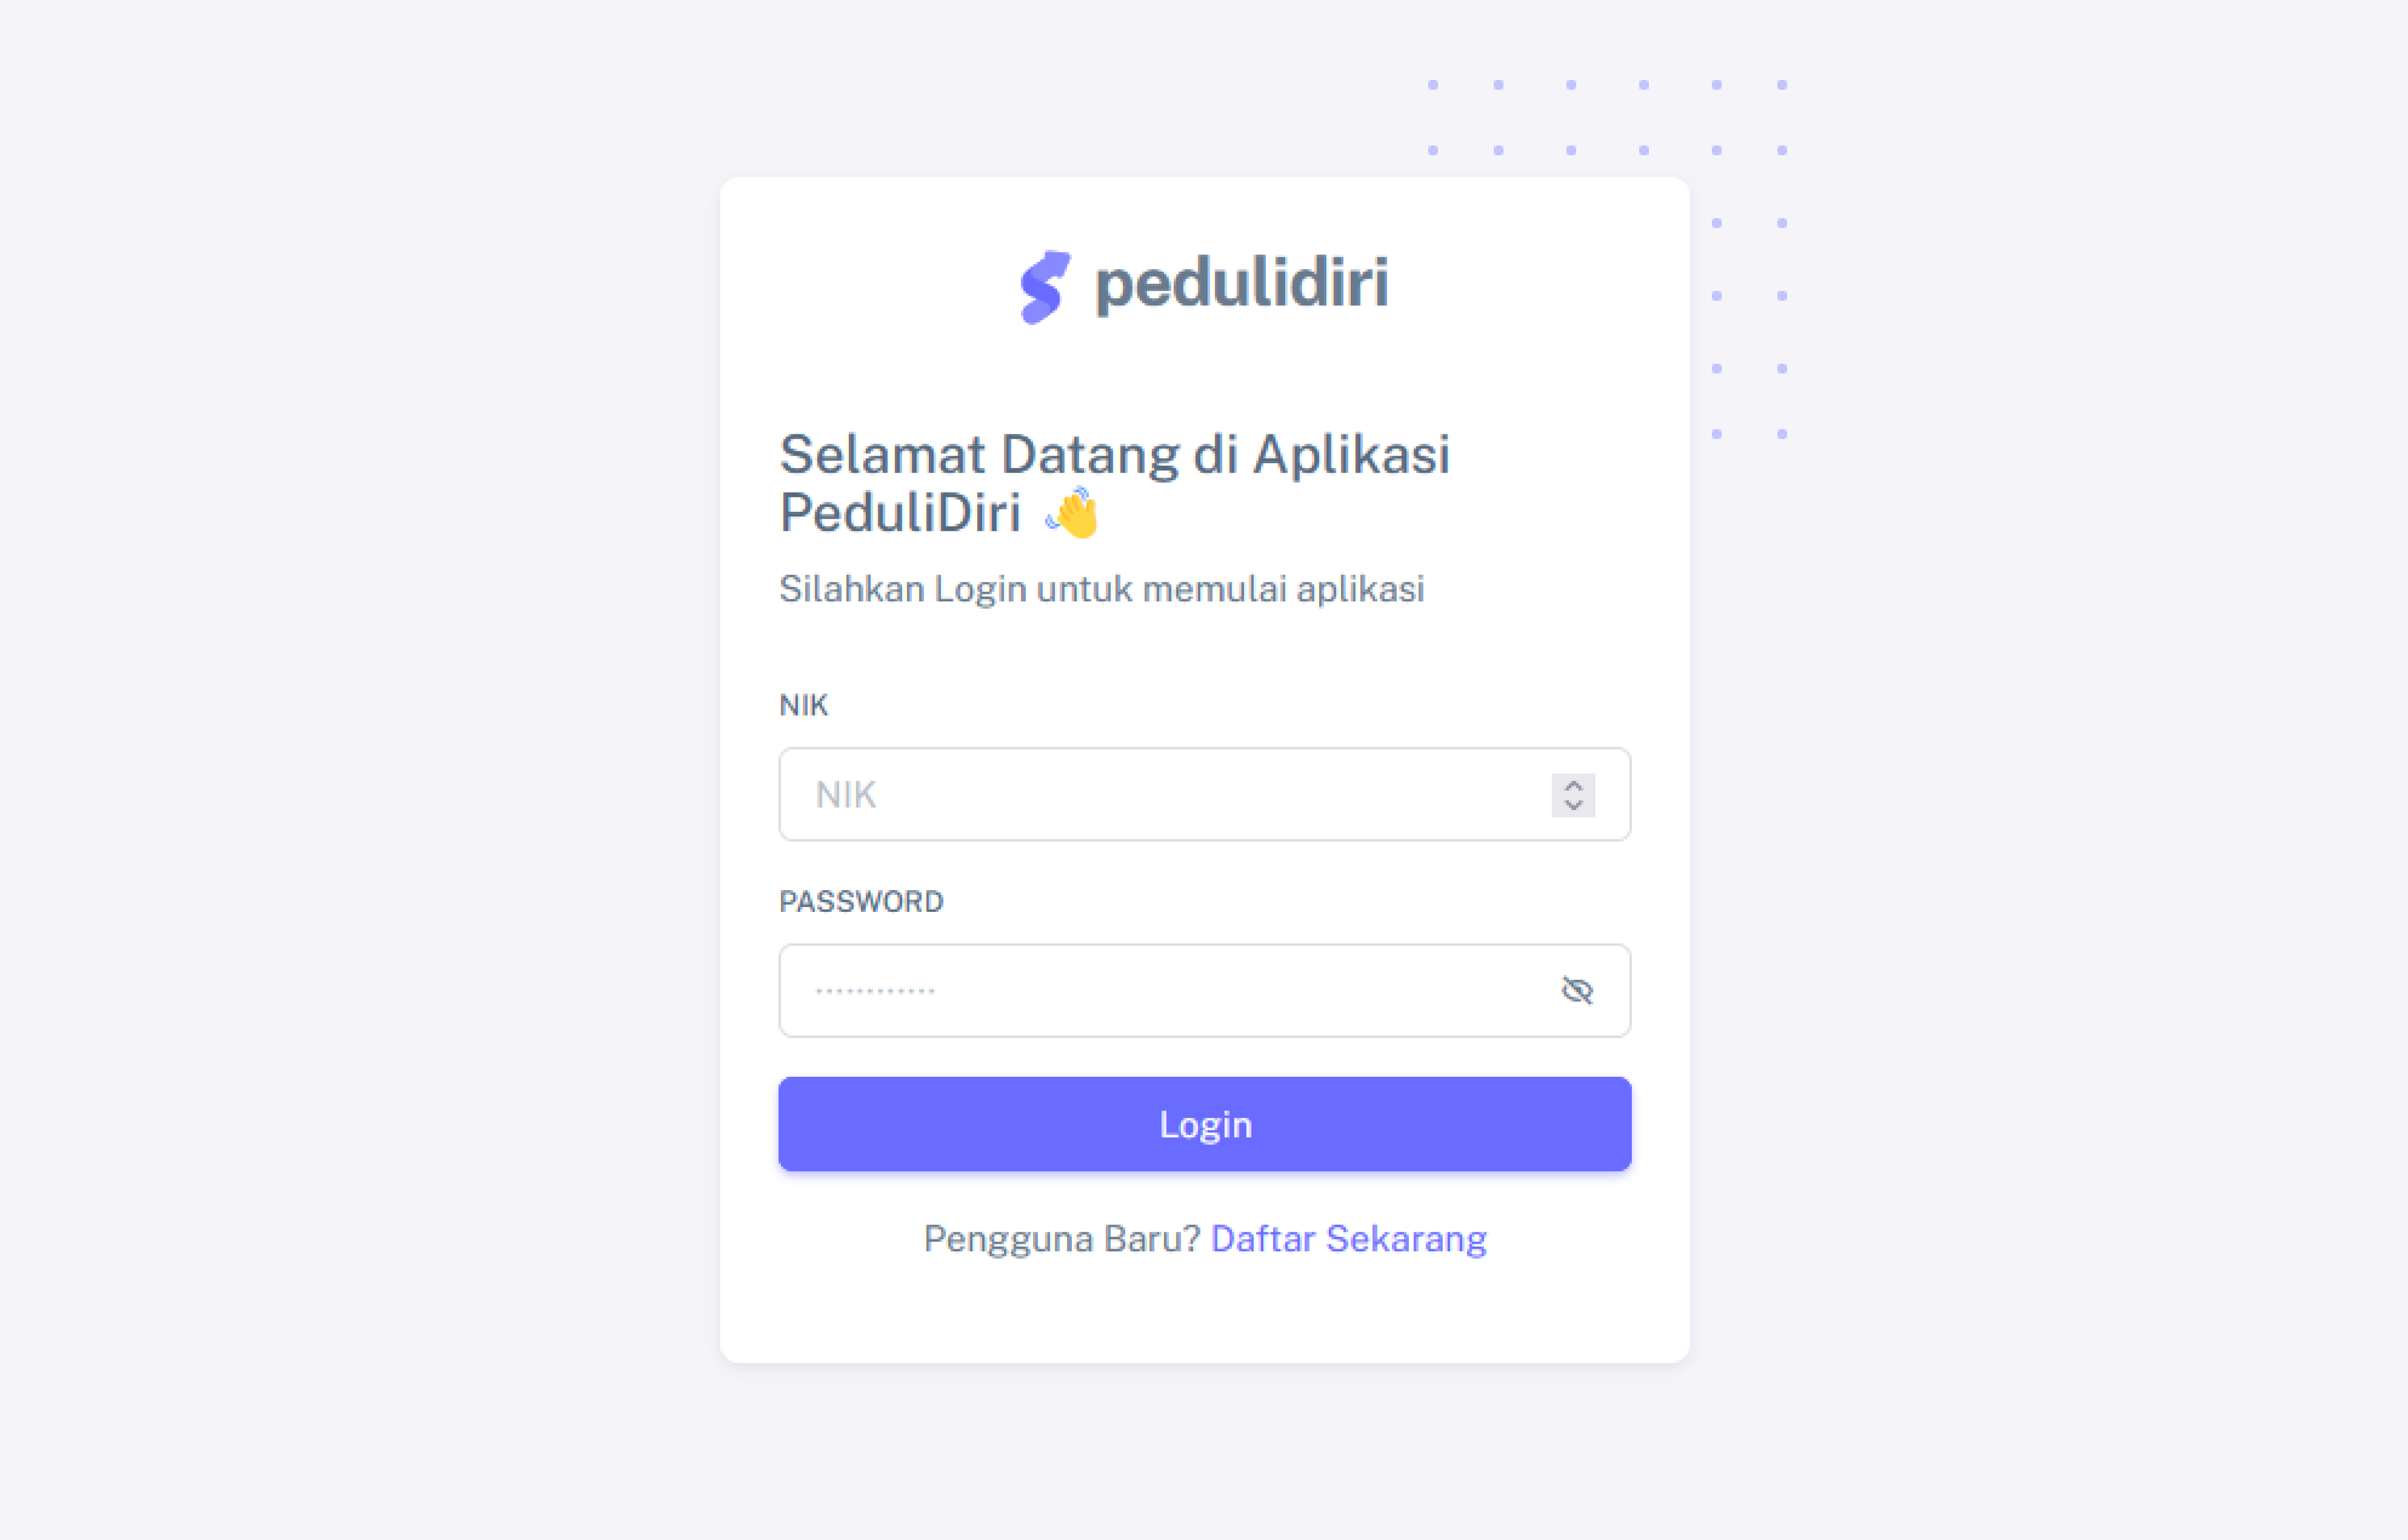 pedulidiri
Selamat Datang di Aplikasi
PeduliDiri 👋
Silahkan Login untuk memulai aplikasi
NIK
NIK
PASSWORD
············
Login
Pengguna Baru? Daftar Sekarang